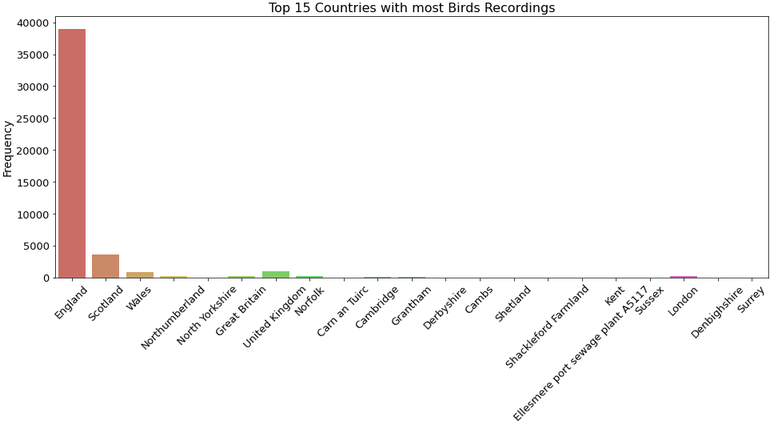 Top 15 Countries with most Birds Recordings
Frequency
40000
35000
30000
25000
20000
15000
10000
5000
0
England
Scotland
Wales
Northumberland
North Yorkshire
Great Britain
United Kingdom
Norfolk
Carn an Tuirc
Cambridge
Grantham
Derbyshire
Cambs
Shetland
Shackleford Farmland
Kent
Ellesmere port sewage plant A5117
Sussex
London
Denbighshire
Surrey